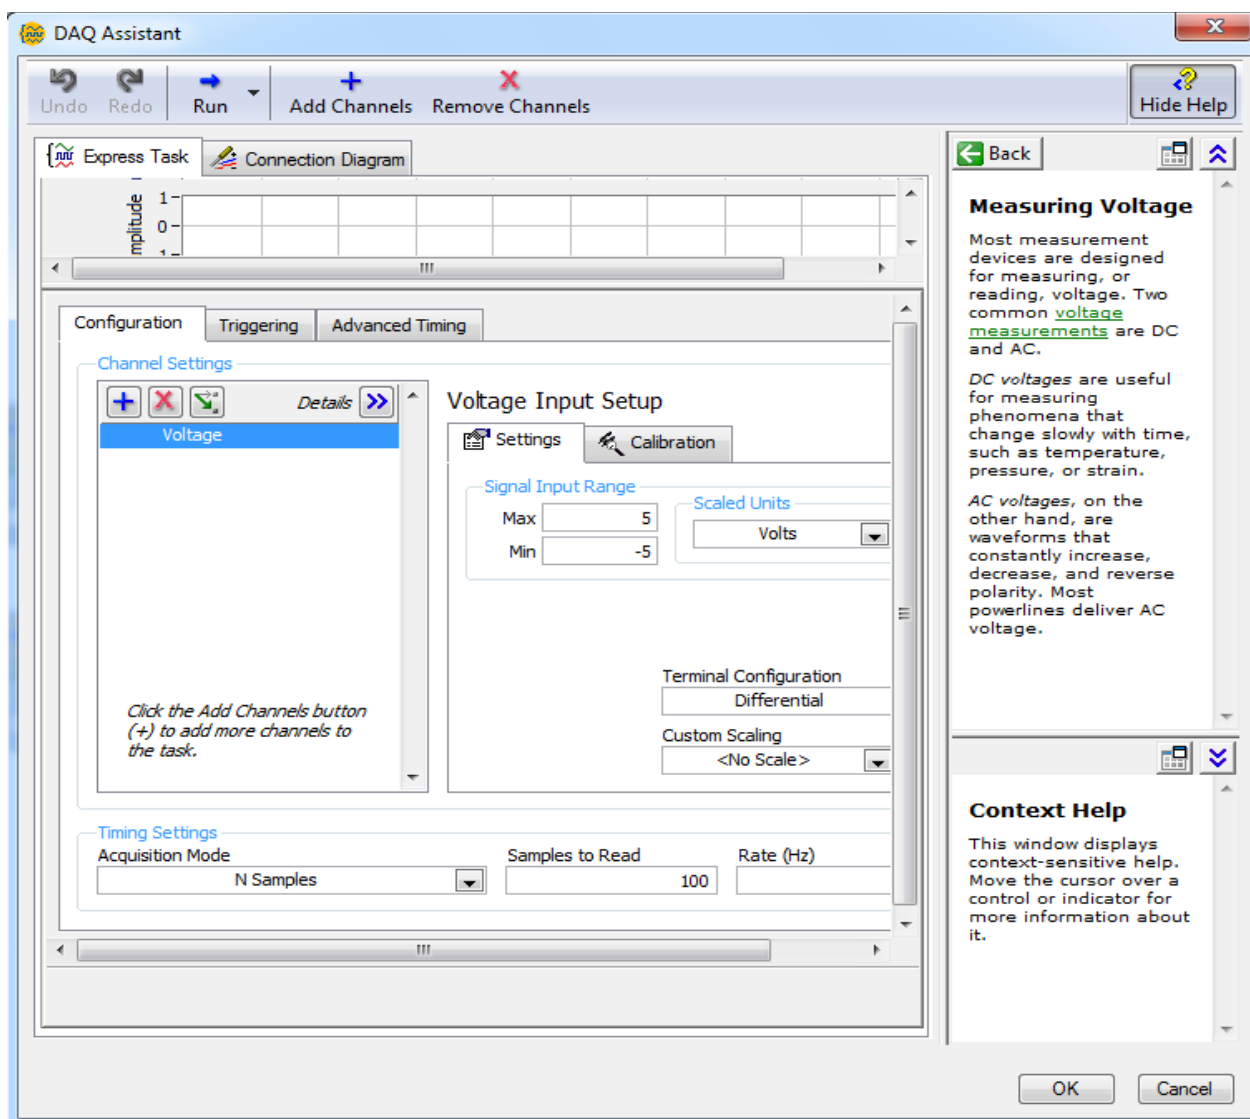 DAQ Assistant
Undo
Redo
Run
Add Channels
Remove Channels
Hide Help
Express Task
Connection Diagram
mplitude
1
0
1
Configuration
Triggering
Advanced Timing
Channel Settings
Details
Voltage
Click the Add Channels button
(+) to add more channels to
the task.
Voltage Input Setup
Settings
Calibration
Signal Input Range
Max
5
Min
-5
Scaled Units
Volts
Terminal Configuration
Differential
Custom Scaling
<No Scale>
Timing Settings
Acquisition Mode
N Samples
Samples to Read
100
Rate (Hz)
Back
Measuring Voltage
Most measurement
devices are designed
for measuring, or
reading, voltage. Two
common voltage
measurements are DC
and AC.
DC voltages are useful
for measuring
phenomena that
change slowly with time,
such as temperature,
pressure, or strain.
AC voltages, on the
other hand, are
waveforms that
constantly increase,
decrease, and reverse
polarity. Most
powerlines deliver AC
voltage.
Context Help
This window displays
context-sensitive help.
Move the cursor over a
control or indicator for
more information about
it.
OK
Cancel